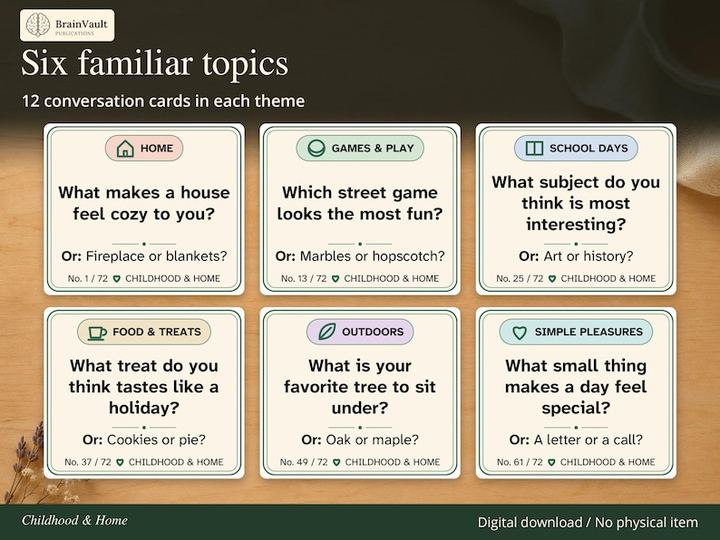 BrainVault
PUBLICATIONS
Six familiar topics
12 conversation cards in each theme
HOME
What makes a house
feel cozy to you?
Or: Fireplace or blankets?
No. 1 / 72 CHILDHOOD & HOME
GAMES & PLAY
Which street game
looks the most fun?
Or: Marbles or hopscotch?
No. 13 / 72 CHILDHOOD & HOME
SCHOOL DAYS
What subject do you
think is most
interesting?
Or: Art or history?
No. 25 / 72 CHILDHOOD & HOME
FOOD & TREATS
What treat do you
think tastes like a
holiday?
Or: Cookies or pie?
No. 37 / 72 CHILDHOOD & HOME
OUTDOORS
What is your
favorite tree to sit
under?
Or: Oak or maple?
No. 49 / 72 CHILDHOOD & HOME
SIMPLE PLEASURES
What small thing
makes a day feel
special?
Or: A letter or a call?
No. 61 / 72 CHILDHOOD & HOME
Childhood & Home
Digital download / No physical item